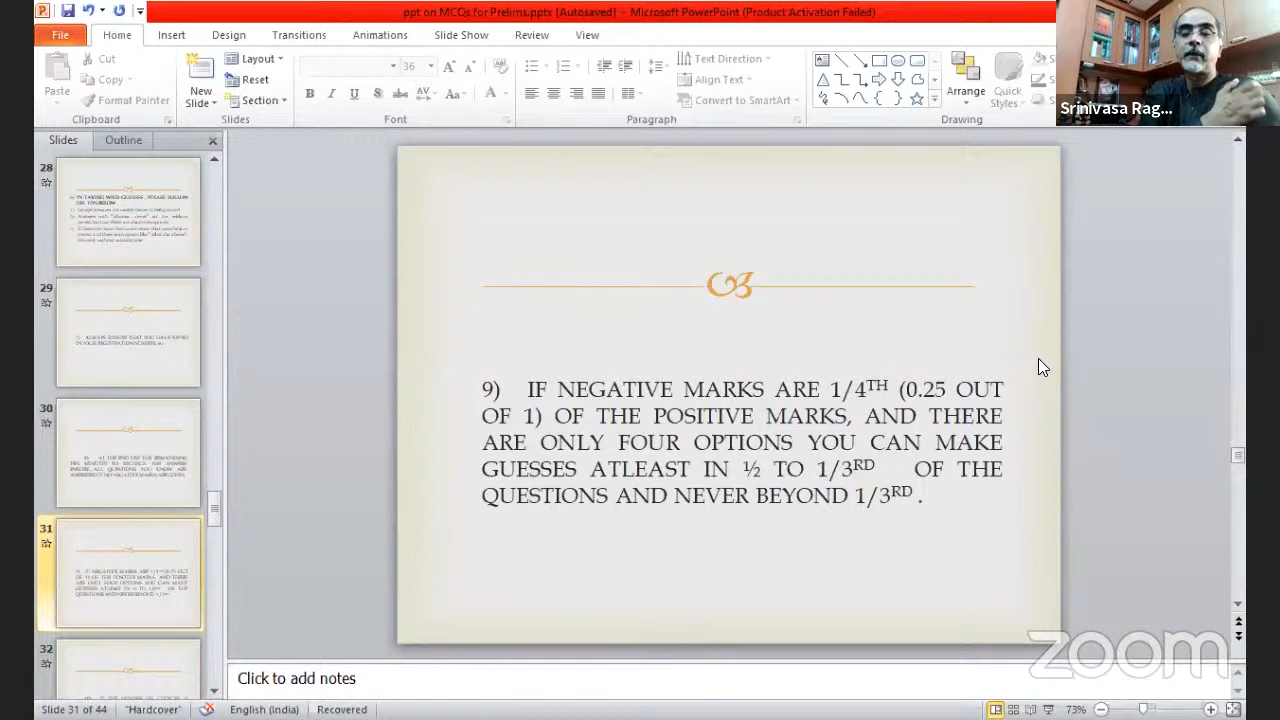 ppt on MCQs for Prelims.pptx [Autosaved] - Microsoft PowerPoint (Product Activation Failed)
File Home Insert Design Transitions Animations Slide Show Review View
Paste
Cut
Copy
Format Painter
Clipboard
New Slide
Layout
Reset
Section
Slides
36
B I U S abc AV Aa A
Font
Text Direction
Align Text
Convert to SmartArt
Paragraph
Arrange
Quick Styles
Drawing
Srinivasa Rag...
Slides Outline
28
29
30
31
32
9) IF NEGATIVE MARKS ARE 1/4TH (0.25 OUT
OF 1) OF THE POSITIVE MARKS, AND THERE
ARE ONLY FOUR OPTIONS YOU CAN MAKE
GUESSES ATLEAST IN ½ TO 1/3RD OF THE
QUESTIONS AND NEVER BEYOND 1/3RD .
zoom
Click to add notes
Slide 31 of 44 "Hardcover" English (India) Recovered 73%